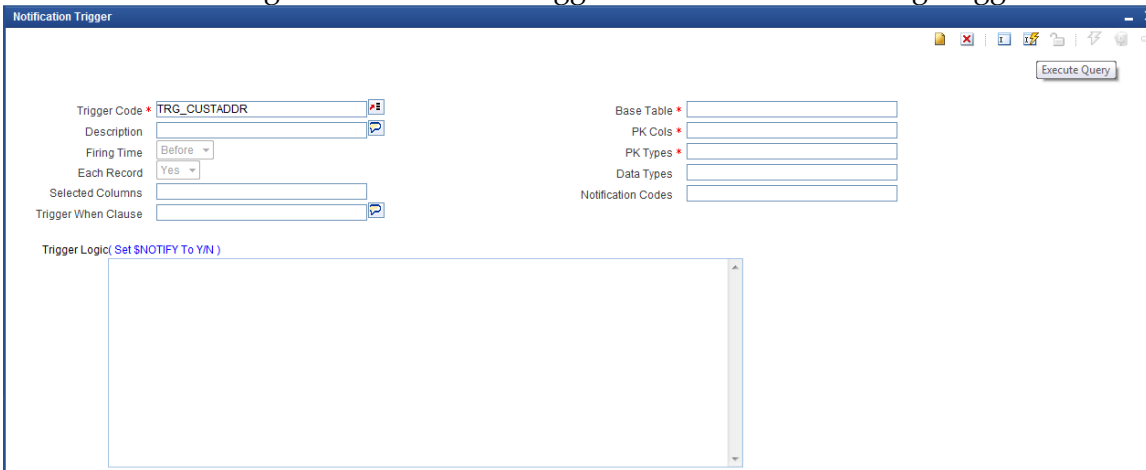 Notification Trigger
Execute Query
Trigger Code * TRG_CUSTADDR
Description
Firing Time Before
Each Record Yes
Selected Columns
Trigger When Clause
Base Table *
PK Cols *
PK Types *
Data Types
Notification Codes
Trigger Logic( Set $NOTIFY To Y/N )